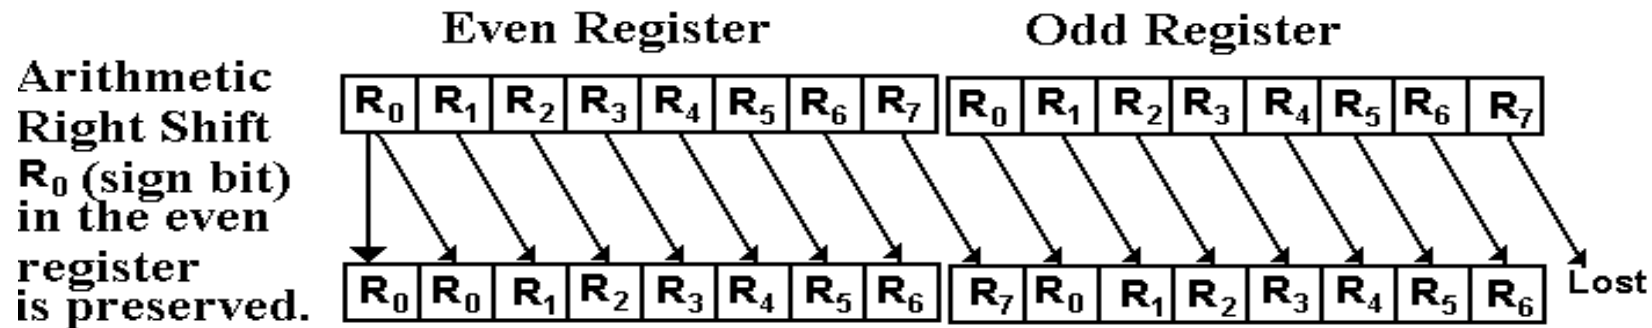 Even Register Odd Register
Arithmetic
Right Shift
R₀ (sign bit)
in the even
register
is preserved.
R₀ R₁ R₂ R₃ R₄ R₅ R₆ R₇ R₀ R₁ R₂ R₃ R₄ R₅ R₆ R₇
R₀ R₀ R₁ R₂ R₃ R₄ R₅ R₆ R₇ R₀ R₁ R₂ R₃ R₄ R₅ R₆ Lost